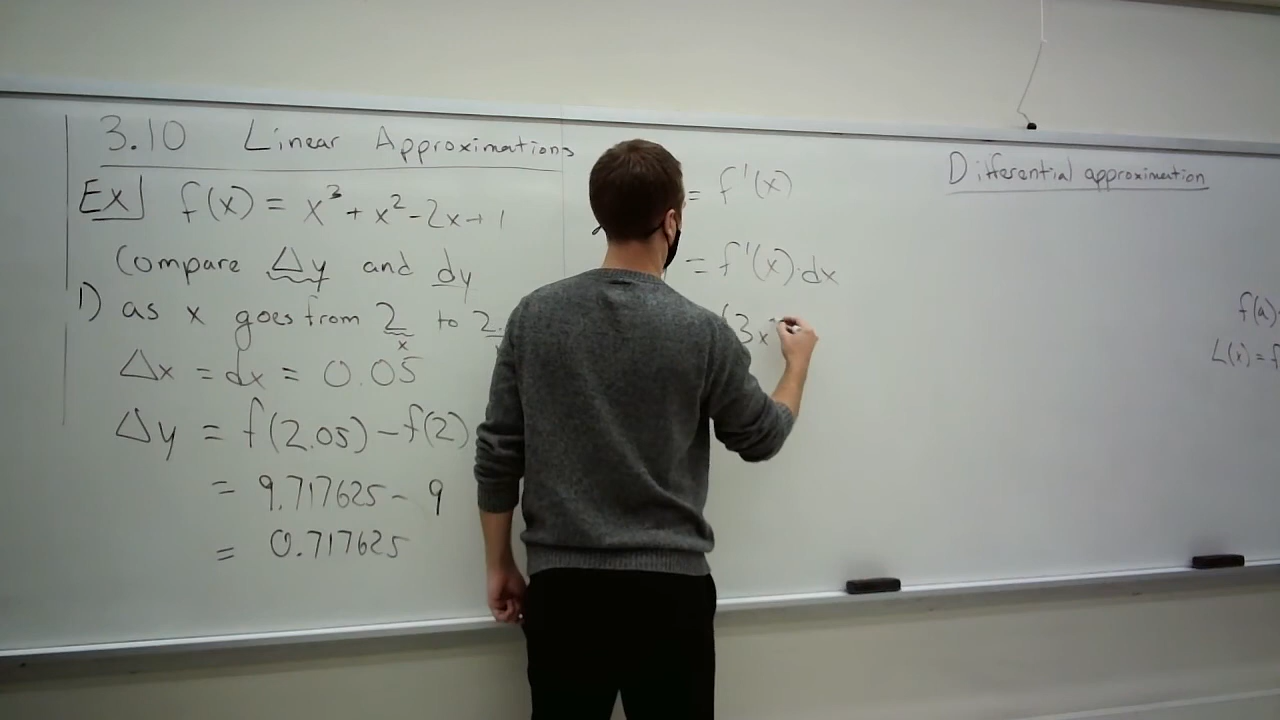 3.10 Linear Approximations
Ex] f(x) = x³ + x² - 2x + 1
Compare Δy and dy
1) as x goes from 2 to 2.
x
Δx = dx = 0.05
Δy = f(2.05) - f(2)
= 9.717625 - 9
= 0.717625
= f'(x)
= f'(x)·dx
(3x
Differential approximation
f(a)
L(x) = f